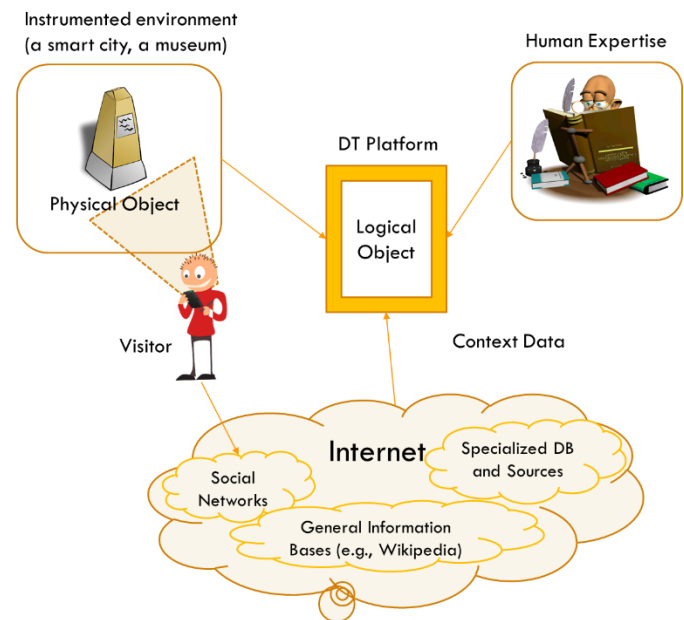 Instrumented environment
(a smart city, a museum)
Human Expertise
DT Platform
Physical Object
Logical
Object
Visitor
Context Data
Internet
Specialized DB
and Sources
Social
Networks
General Information
Bases (e.g., Wikipedia)